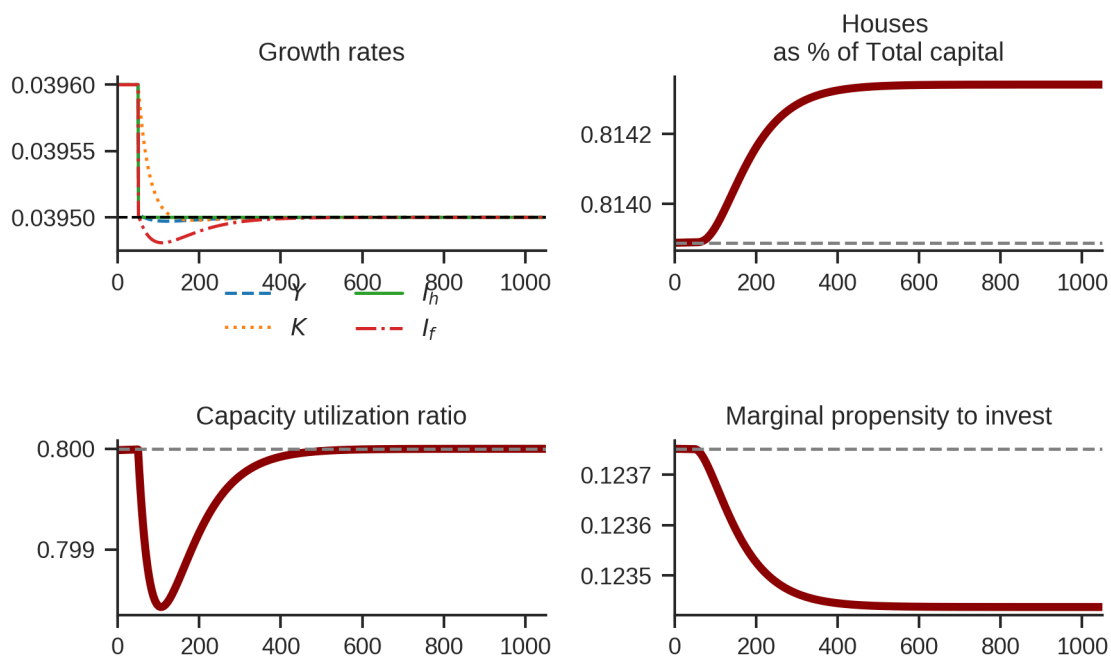 Growth rates
0.03960
0.03955
0.03950
0 200 400 600 800 1000
Y I_h
K I_f
Houses
as % of Total capital
0.8142
0.8140
0 200 400 600 800 1000
Capacity utilization ratio
0.800
0.799
0 200 400 600 800 1000
Marginal propensity to invest
0.1237
0.1236
0.1235
0 200 400 600 800 1000